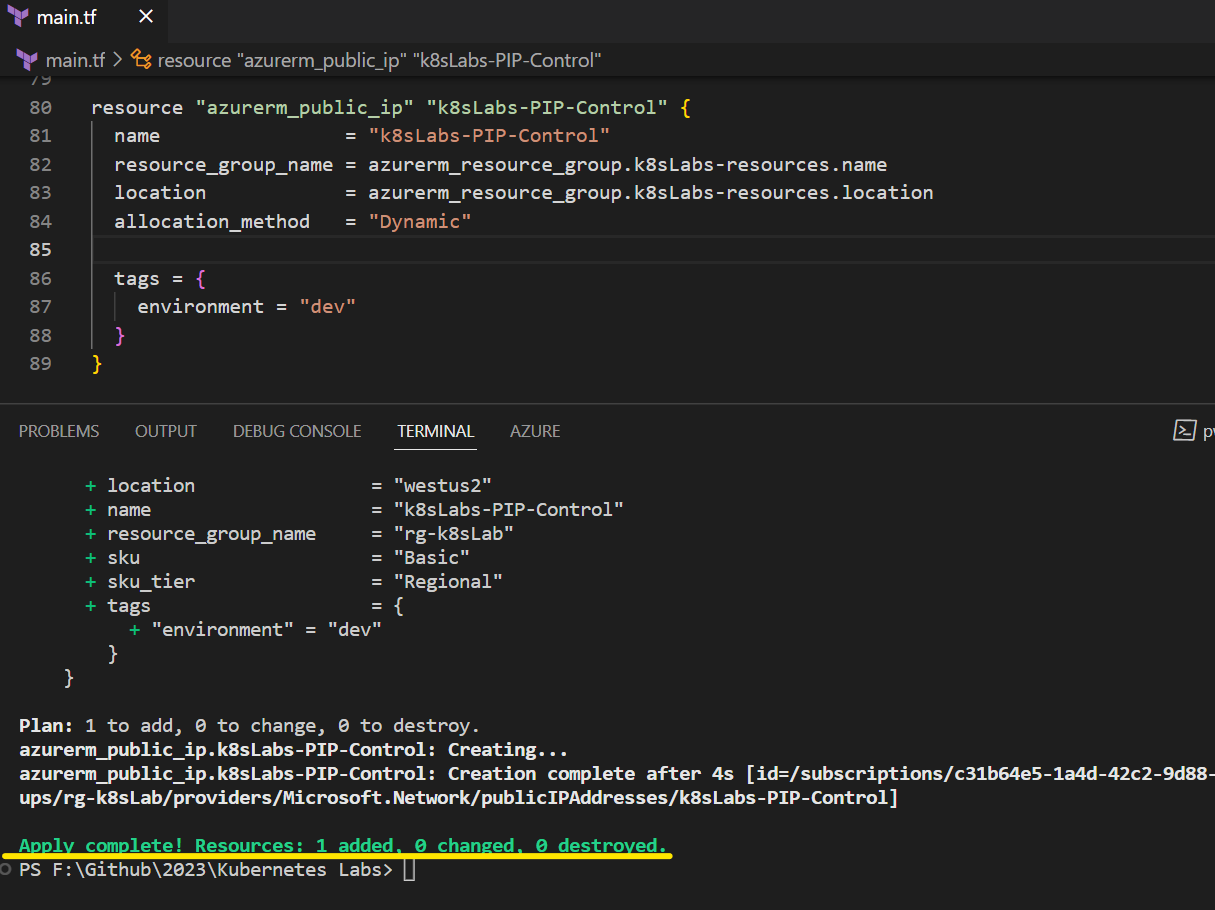 main.tf
main.tf > resource "azurerm_public_ip" "k8sLabs-PIP-Control"
79
80 resource "azurerm_public_ip" "k8sLabs-PIP-Control" {
81 name = "k8sLabs-PIP-Control"
82 resource_group_name = azurerm_resource_group.k8sLabs-resources.name
83 location = azurerm_resource_group.k8sLabs-resources.location
84 allocation_method = "Dynamic"
85
86 tags = {
87 environment = "dev"
88 }
89 }
PROBLEMS OUTPUT DEBUG CONSOLE TERMINAL AZURE
+ location = "westus2"
+ name = "k8sLabs-PIP-Control"
+ resource_group_name = "rg-k8sLab"
+ sku = "Basic"
+ sku_tier = "Regional"
+ tags = {
+ "environment" = "dev"
}
}
Plan: 1 to add, 0 to change, 0 to destroy.
azurerm_public_ip.k8sLabs-PIP-Control: Creating...
azurerm_public_ip.k8sLabs-PIP-Control: Creation complete after 4s [id=/subscriptions/c31b64e5-1a4d-42c2-9d88-
ups/rg-k8sLab/providers/Microsoft.Network/publicIPAddresses/k8sLabs-PIP-Control]
Apply complete! Resources: 1 added, 0 changed, 0 destroyed.
PS F:\Github\2023\Kubernetes Labs>